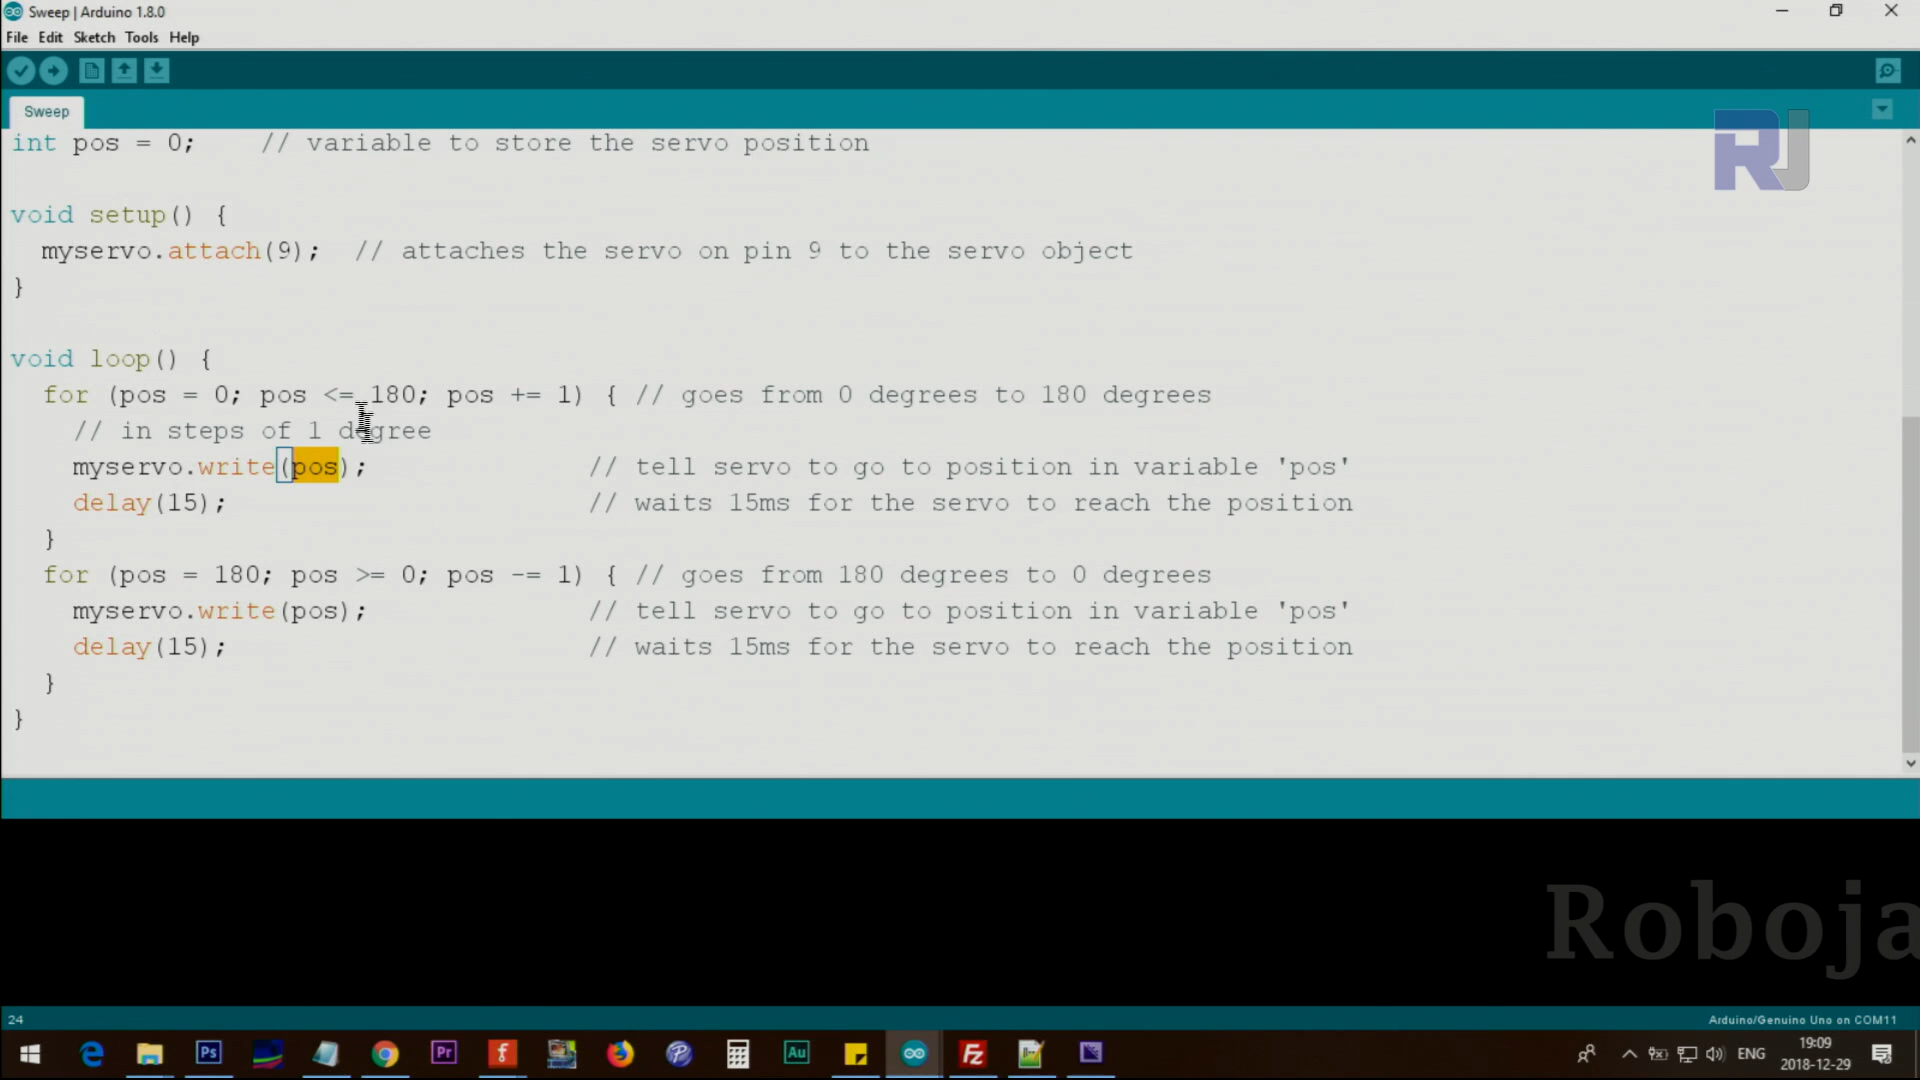 Sweep | Arduino 1.8.0
File Edit Sketch Tools Help
Sweep
RJ
int pos = 0;    // variable to store the servo position
void setup() {
  myservo.attach(9);  // attaches the servo on pin 9 to the servo object
}
void loop() {
  for (pos = 0; pos <= 180; pos += 1) { // goes from 0 degrees to 180 degrees
    // in steps of 1 degree
    myservo.write(pos);              // tell servo to go to position in variable 'pos'
    delay(15);                       // waits 15ms for the servo to reach the position
  }
  for (pos = 180; pos >= 0; pos -= 1) { // goes from 180 degrees to 0 degrees
    myservo.write(pos);              // tell servo to go to position in variable 'pos'
    delay(15);                       // waits 15ms for the servo to reach the position
  }
}
Roboja
24
Arduino/Genuino Uno on COM11
Ps Pr f Au Fz
ENG
19:09
2018-12-29